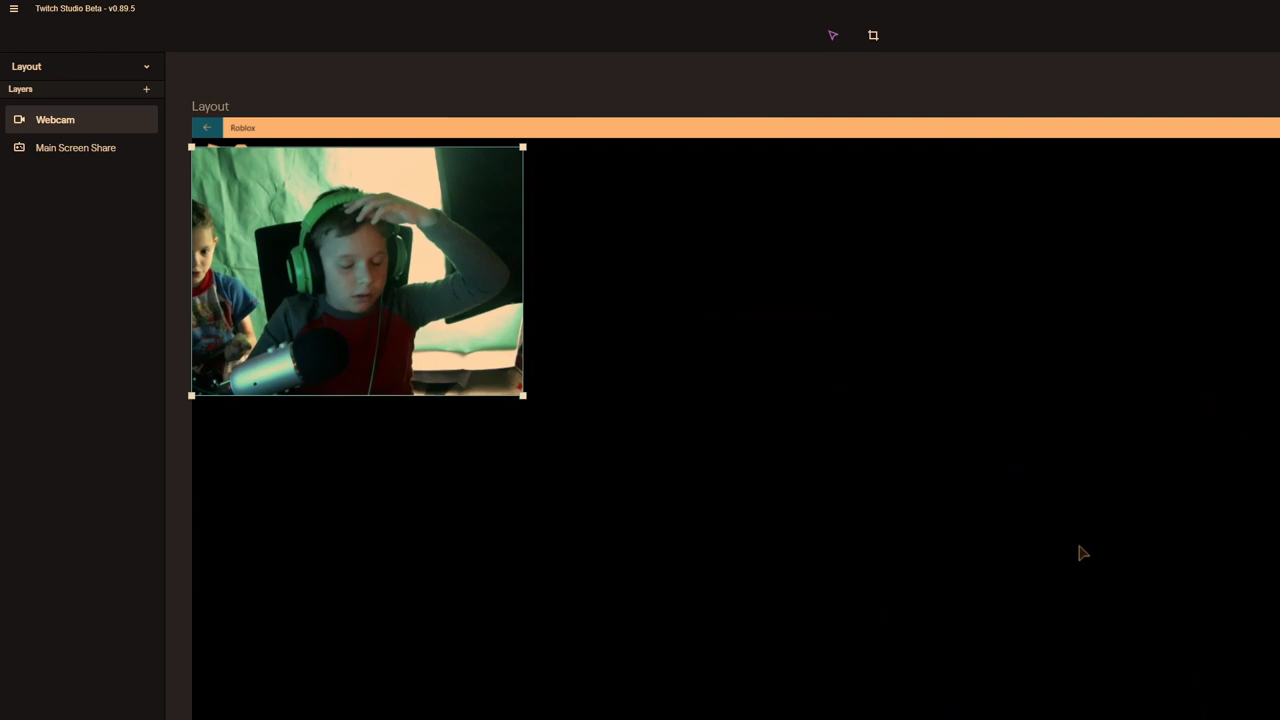 Twitch Studio Beta - v0.89.5
Layout
Layers
Webcam
Main Screen Share
Layout
Roblox